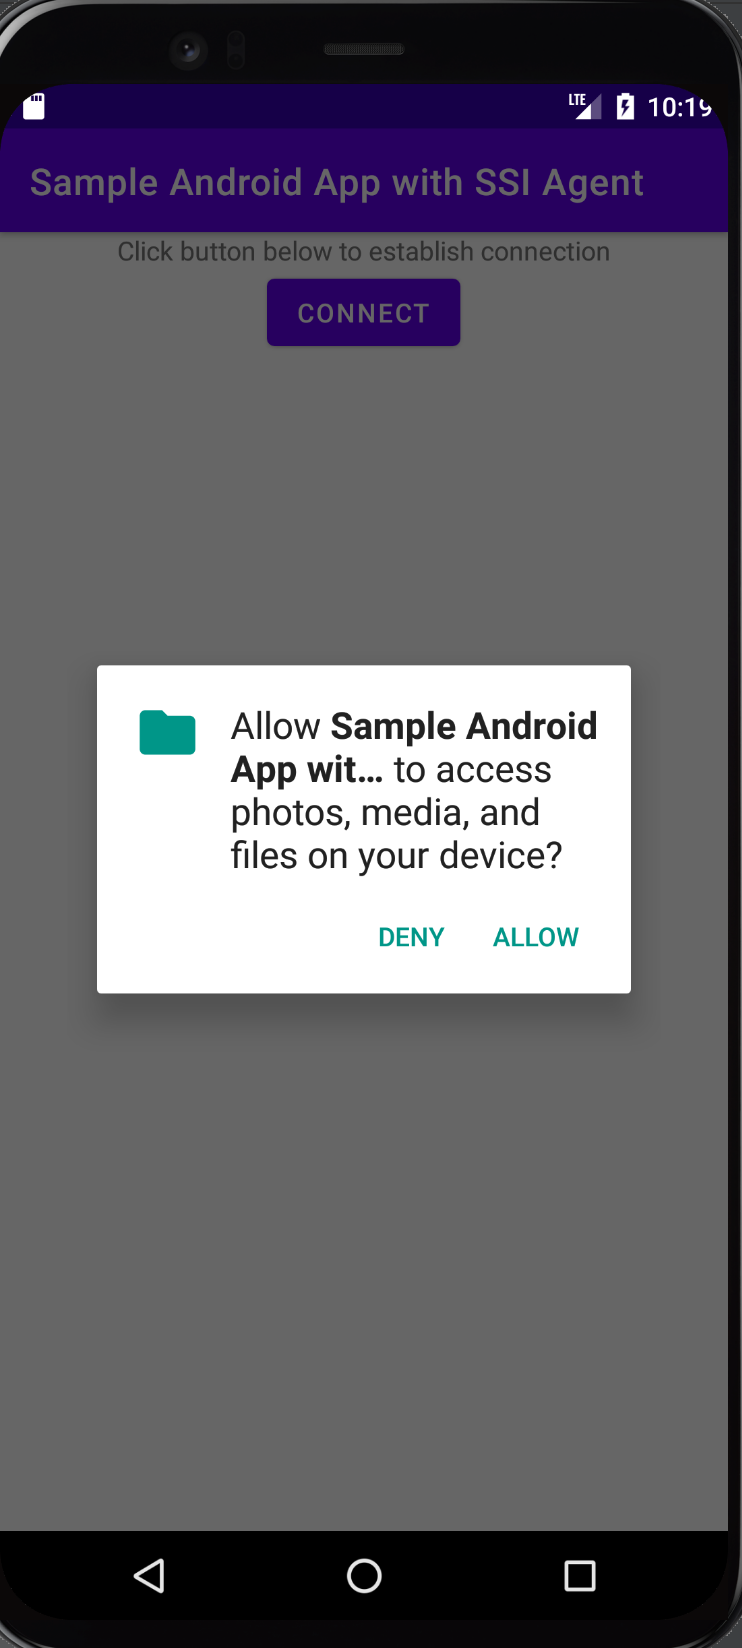 LTE 10:19
Sample Android App with SSI Agent
Click button below to establish connection
CONNECT
Allow Sample Android
App wit... to access
photos, media, and
files on your device?
DENY ALLOW